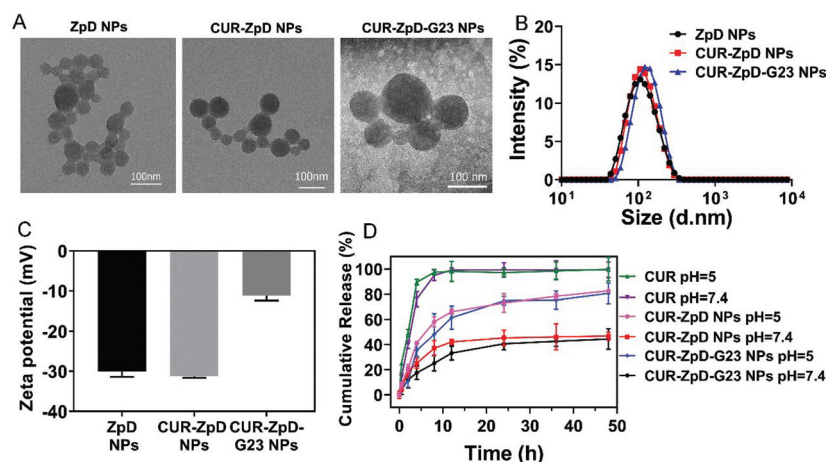 A
ZpD NPs
CUR-ZpD NPs
CUR-ZpD-G23 NPs
100nm
100nm
100 nm
B
Intensity (%)
20
15
10
5
0
10¹
10²
10³
10⁴
Size (d.nm)
ZpD NPs
CUR-ZpD NPs
CUR-ZpD-G23 NPs
C
Zeta potential (mV)
0
-10
-20
-30
-40
ZpD
NPs
CUR-ZpD
NPs
CUR-ZpD-
G23 NPs
D
Cumulative Release (%)
100
80
60
40
20
0
0
10
20
30
40
50
Time (h)
CUR pH=5
CUR pH=7.4
CUR-ZpD NPs pH=5
CUR-ZpD NPs pH=7.4
CUR-ZpD-G23 NPs pH=5
CUR-ZpD-G23 NPs pH=7.4